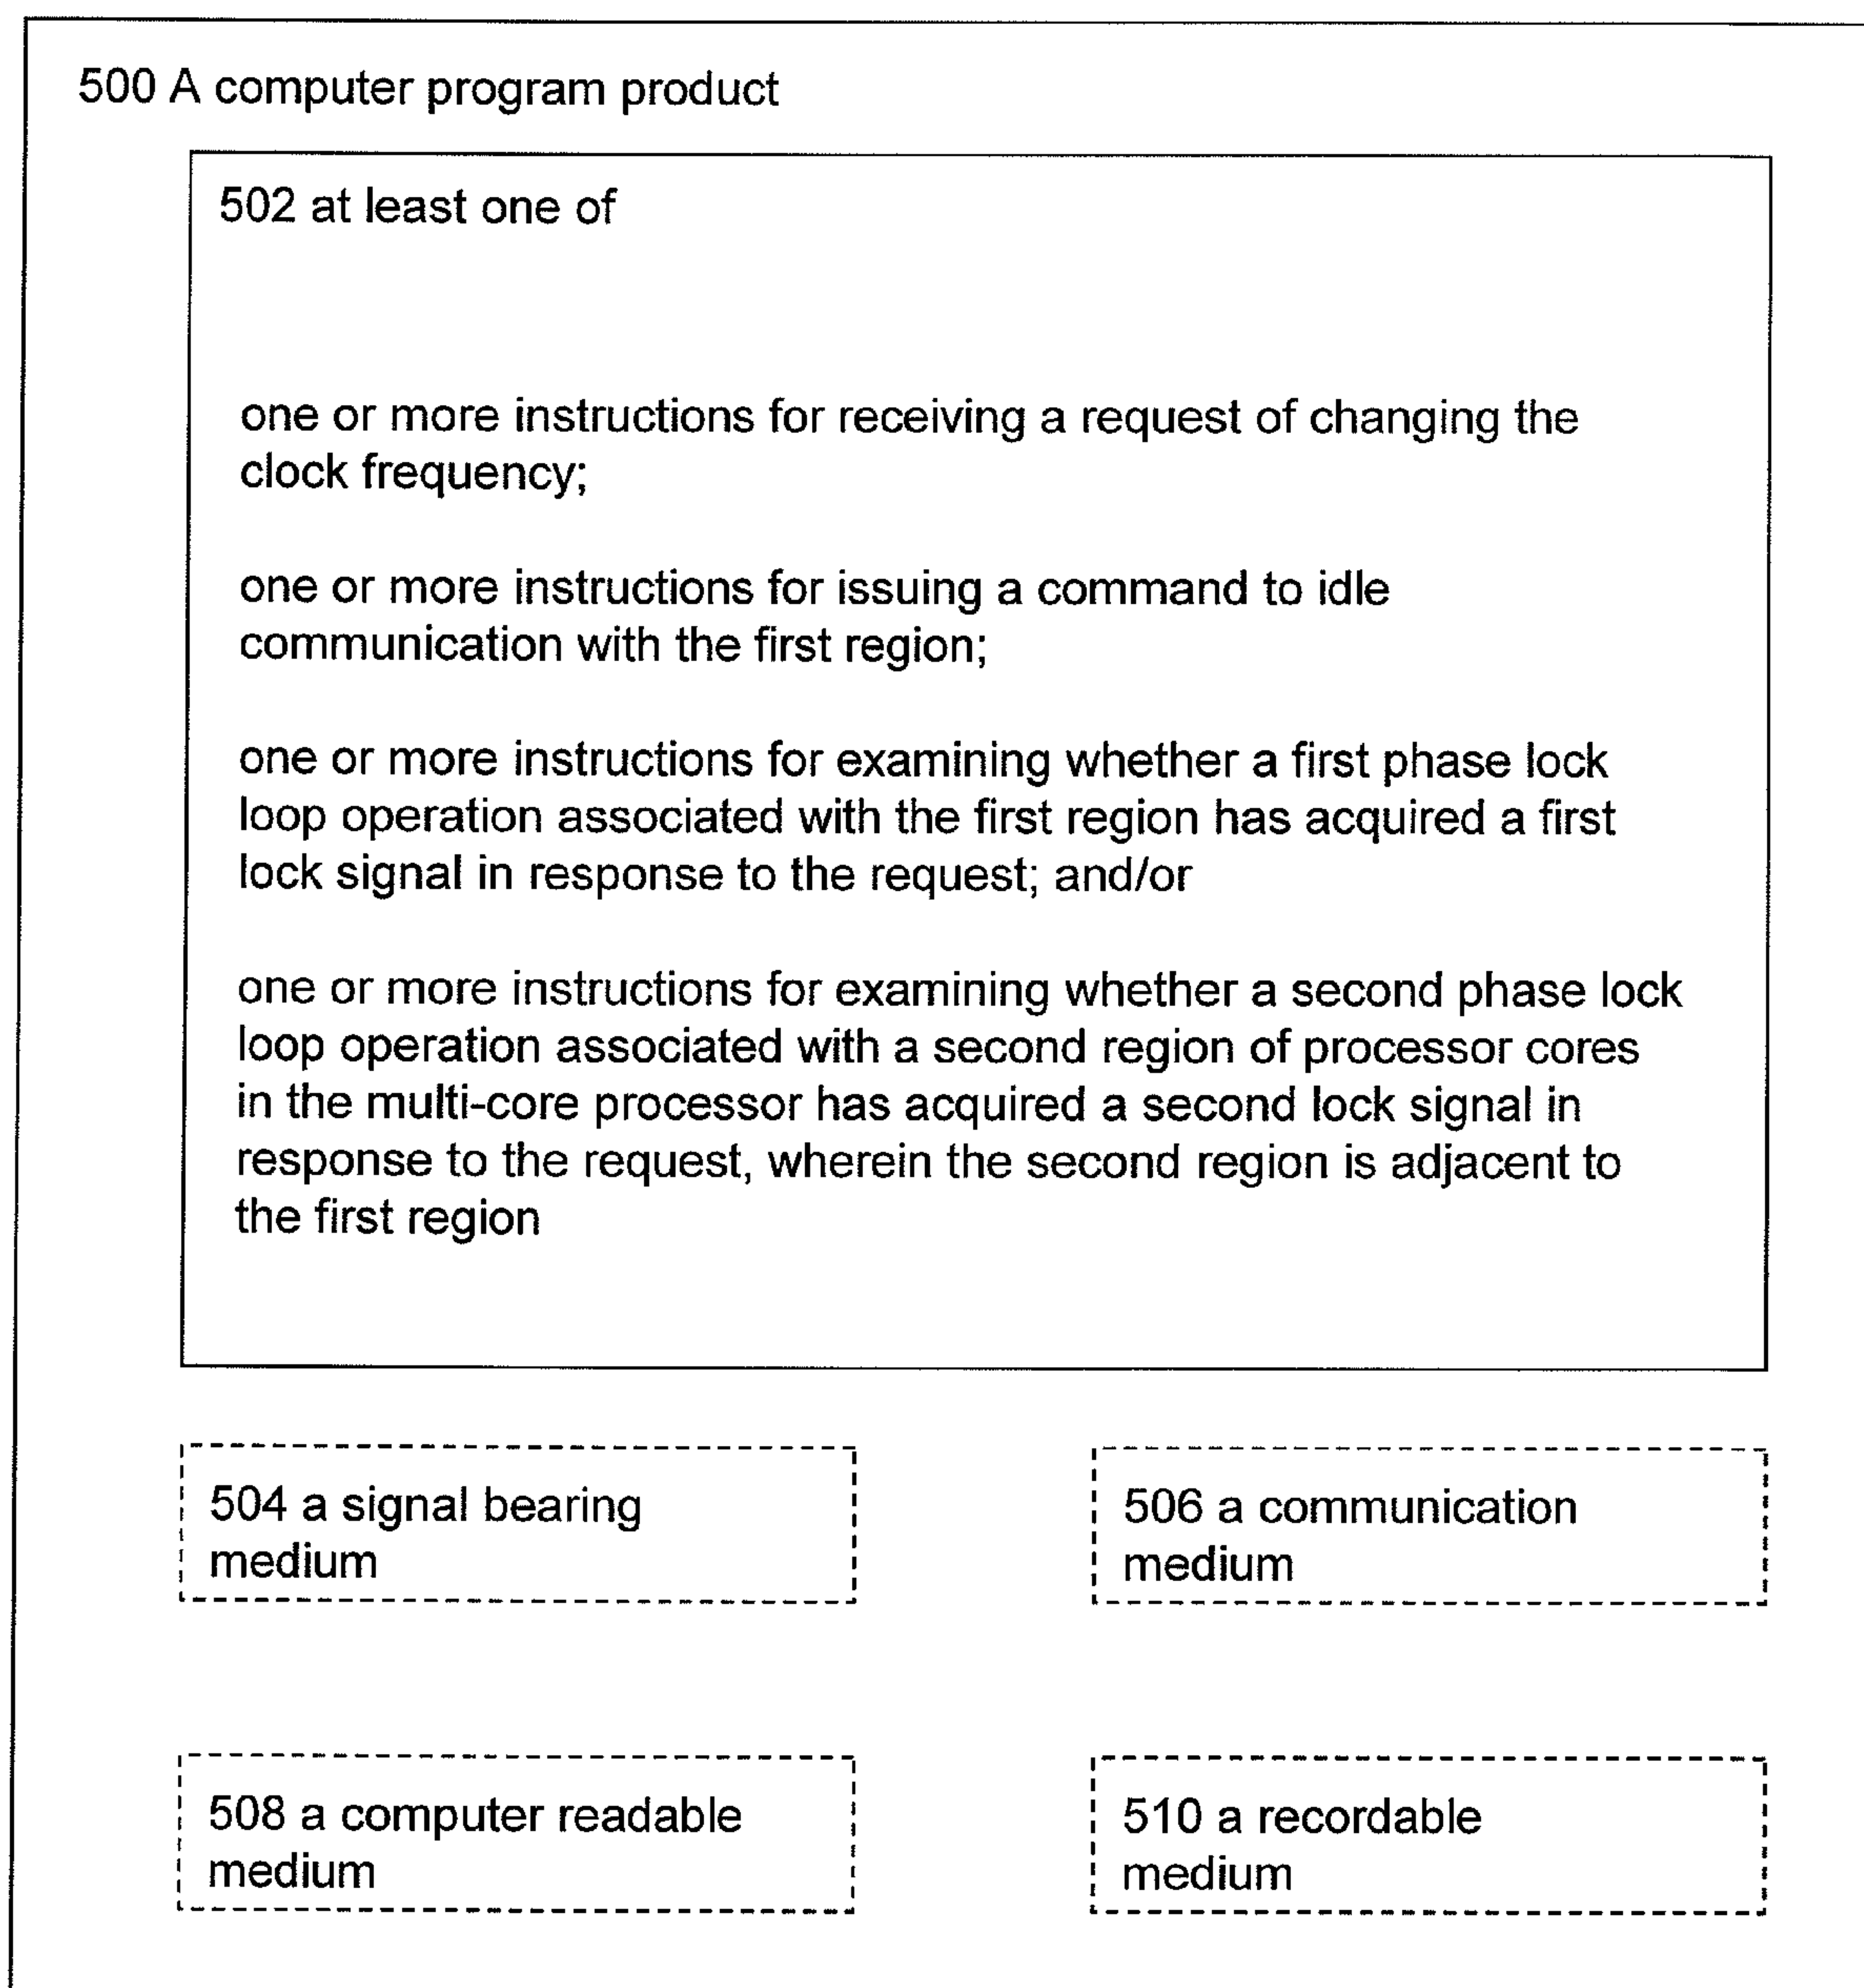 500 A computer program product
502 at least one of
one or more instructions for receiving a request of changing the
clock frequency;
one or more instructions for issuing a command to idle
communication with the first region;
one or more instructions for examining whether a first phase lock
loop operation associated with the first region has acquired a first
lock signal in response to the request; and/or
one or more instructions for examining whether a second phase lock
loop operation associated with a second region of processor cores
in the multi-core processor has acquired a second lock signal in
response to the request, wherein the second region is adjacent to
the first region
504 a signal bearing
medium
506 a communication
medium
508 a computer readable
medium
510 a recordable
medium